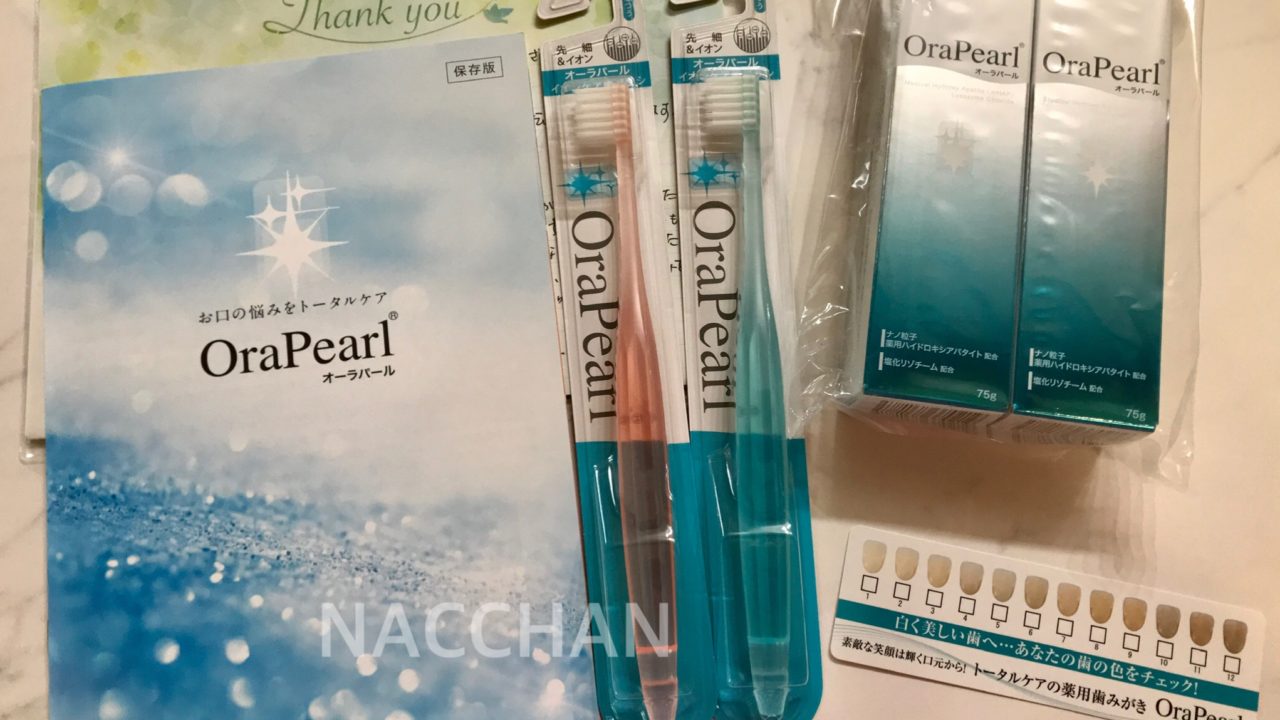 Thank you
保存版
お口の悩みをトータルケア
OraPearl®
オーラパール
先細
&イオン
オーラパール
OraPearl
先細
&イオン
オーラパール
OraPearl
OraPearl®
オーラパール
ナノ粒子
薬用ハイドロキシアパタイト 配合
塩化リゾチーム 配合
75g
OraPearl®
オーラパール
ナノ粒子
薬用ハイドロキシアパタイト 配合
塩化リゾチーム 配合
75g
1 2 3 4 5 6 7 8 9 10 11 12
白く美しい歯へ…あなたの歯の色をチェック!
素敵な笑顔は輝く口元から! トータルケアの薬用歯みがき OraPearl
NACCHAN